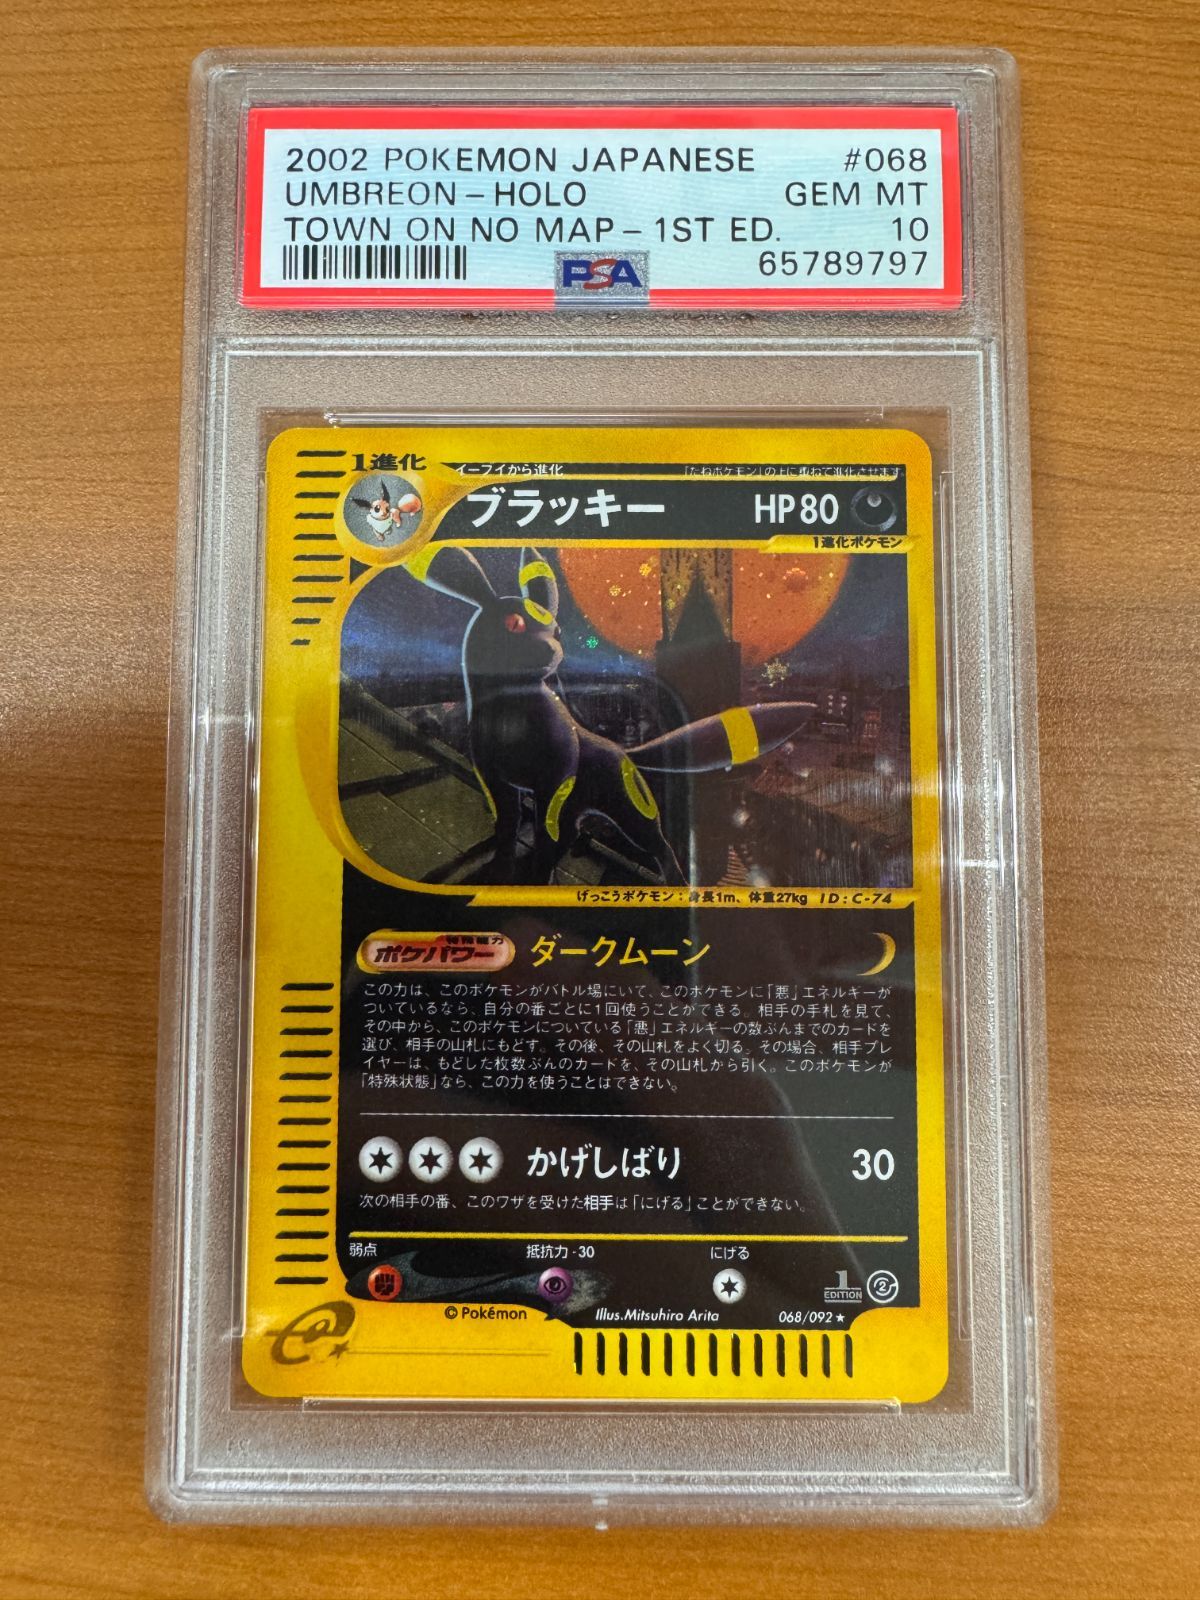 2002 POKEMON JAPANESE #068
UMBREON - HOLO GEM MT
TOWN ON NO MAP - 1ST ED. 10
PSA 65789797
1進化 イーブイから進化 「たねポケモン」の上に重ねて進化させます
ブラッキー HP80
1進化ポケモン
げっこうポケモン：身長1m、体重27kg ID:C-74
特殊能力
ポケパワー ダークムーン
この力は、このポケモンがバトル場にいて、このポケモンに「悪」エネルギーが
ついているなら、自分の番ごとに1回使うことができる。相手の手札を見て、
その中から、このポケモンについている「悪」エネルギーの数ぶんまでのカードを
選び、相手の山札にもどす。その後、その山札をよく切る。その場合、相手プレ
イヤーは、もどした枚数ぶんのカードを、その山札から引く。このポケモンが
「特殊状態」なら、この力を使うことはできない。
かげしばり 30
次の相手の番、このワザを受けた相手は「にげる」ことができない。
弱点 抵抗力 - 30 にげる
1 EDITION 2
©Pokémon Illus.Mitsuhiro Arita 068/092★
e